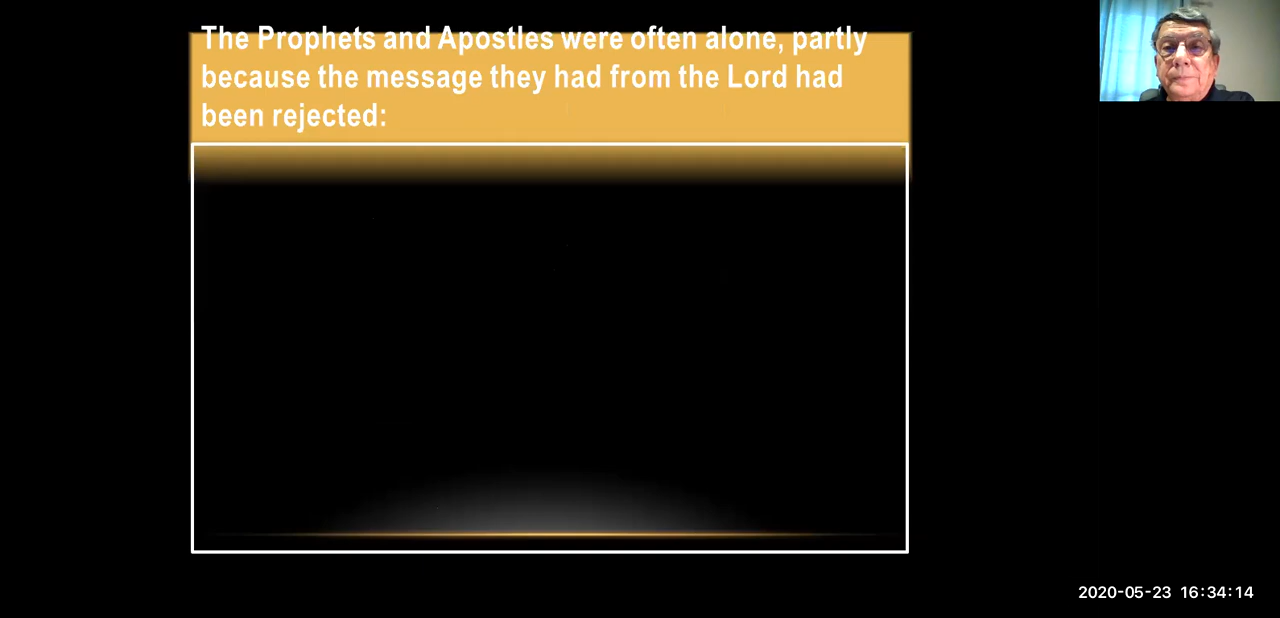 The Prophets and Apostles were often alone, partly
because the message they had from the Lord had
been rejected:
2020-05-23 16:34:14